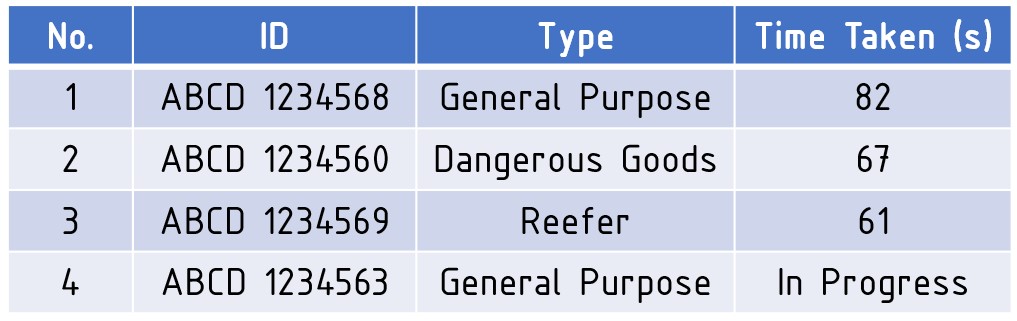 No. ID Type Time Taken (s)
1 ABCD 1234568 General Purpose 82
2 ABCD 1234560 Dangerous Goods 67
3 ABCD 1234569 Reefer 61
4 ABCD 1234563 General Purpose In Progress